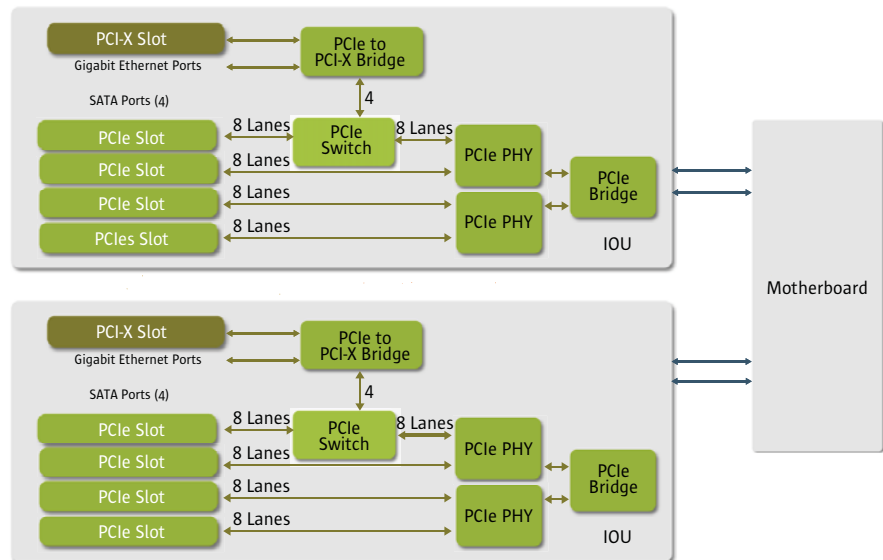 PCI-X Slot
PCIe to
PCI-X Bridge
Gigabit Ethernet Ports
4
SATA Ports (4)
8 Lanes
8 Lanes
PCIe Slot
PCIe
Switch
PCIe PHY
8 Lanes
PCIe Slot
PCIe
Bridge
8 Lanes
PCIe Slot
PCIe PHY
8 Lanes
PCIes Slot
IOU
Motherboard
PCI-X Slot
PCIe to
PCI-X Bridge
Gigabit Ethernet Ports
4
SATA Ports (4)
8 Lanes
8 Lanes
PCIe Slot
PCIe
Switch
PCIe PHY
8 Lanes
PCIe Slot
PCIe
Bridge
8 Lanes
PCIe Slot
PCIe PHY
8 Lanes
PCIe Slot
IOU